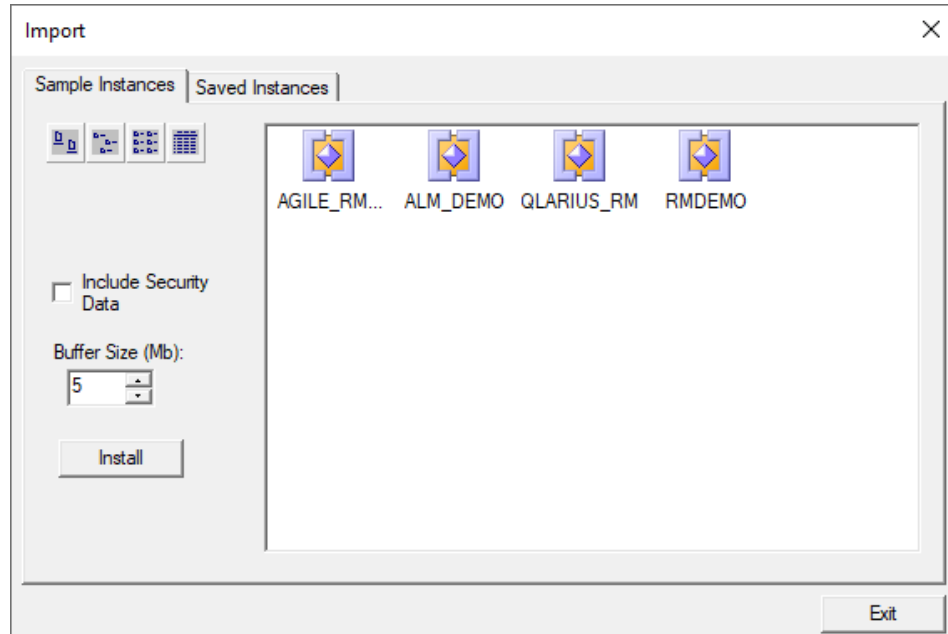 Import
Sample Instances
Saved Instances
AGILE_RM...
ALM_DEMO
QLARIUS_RM
RMDEMO
Include Security
Data
Buffer Size (Mb):
5
Install
Exit